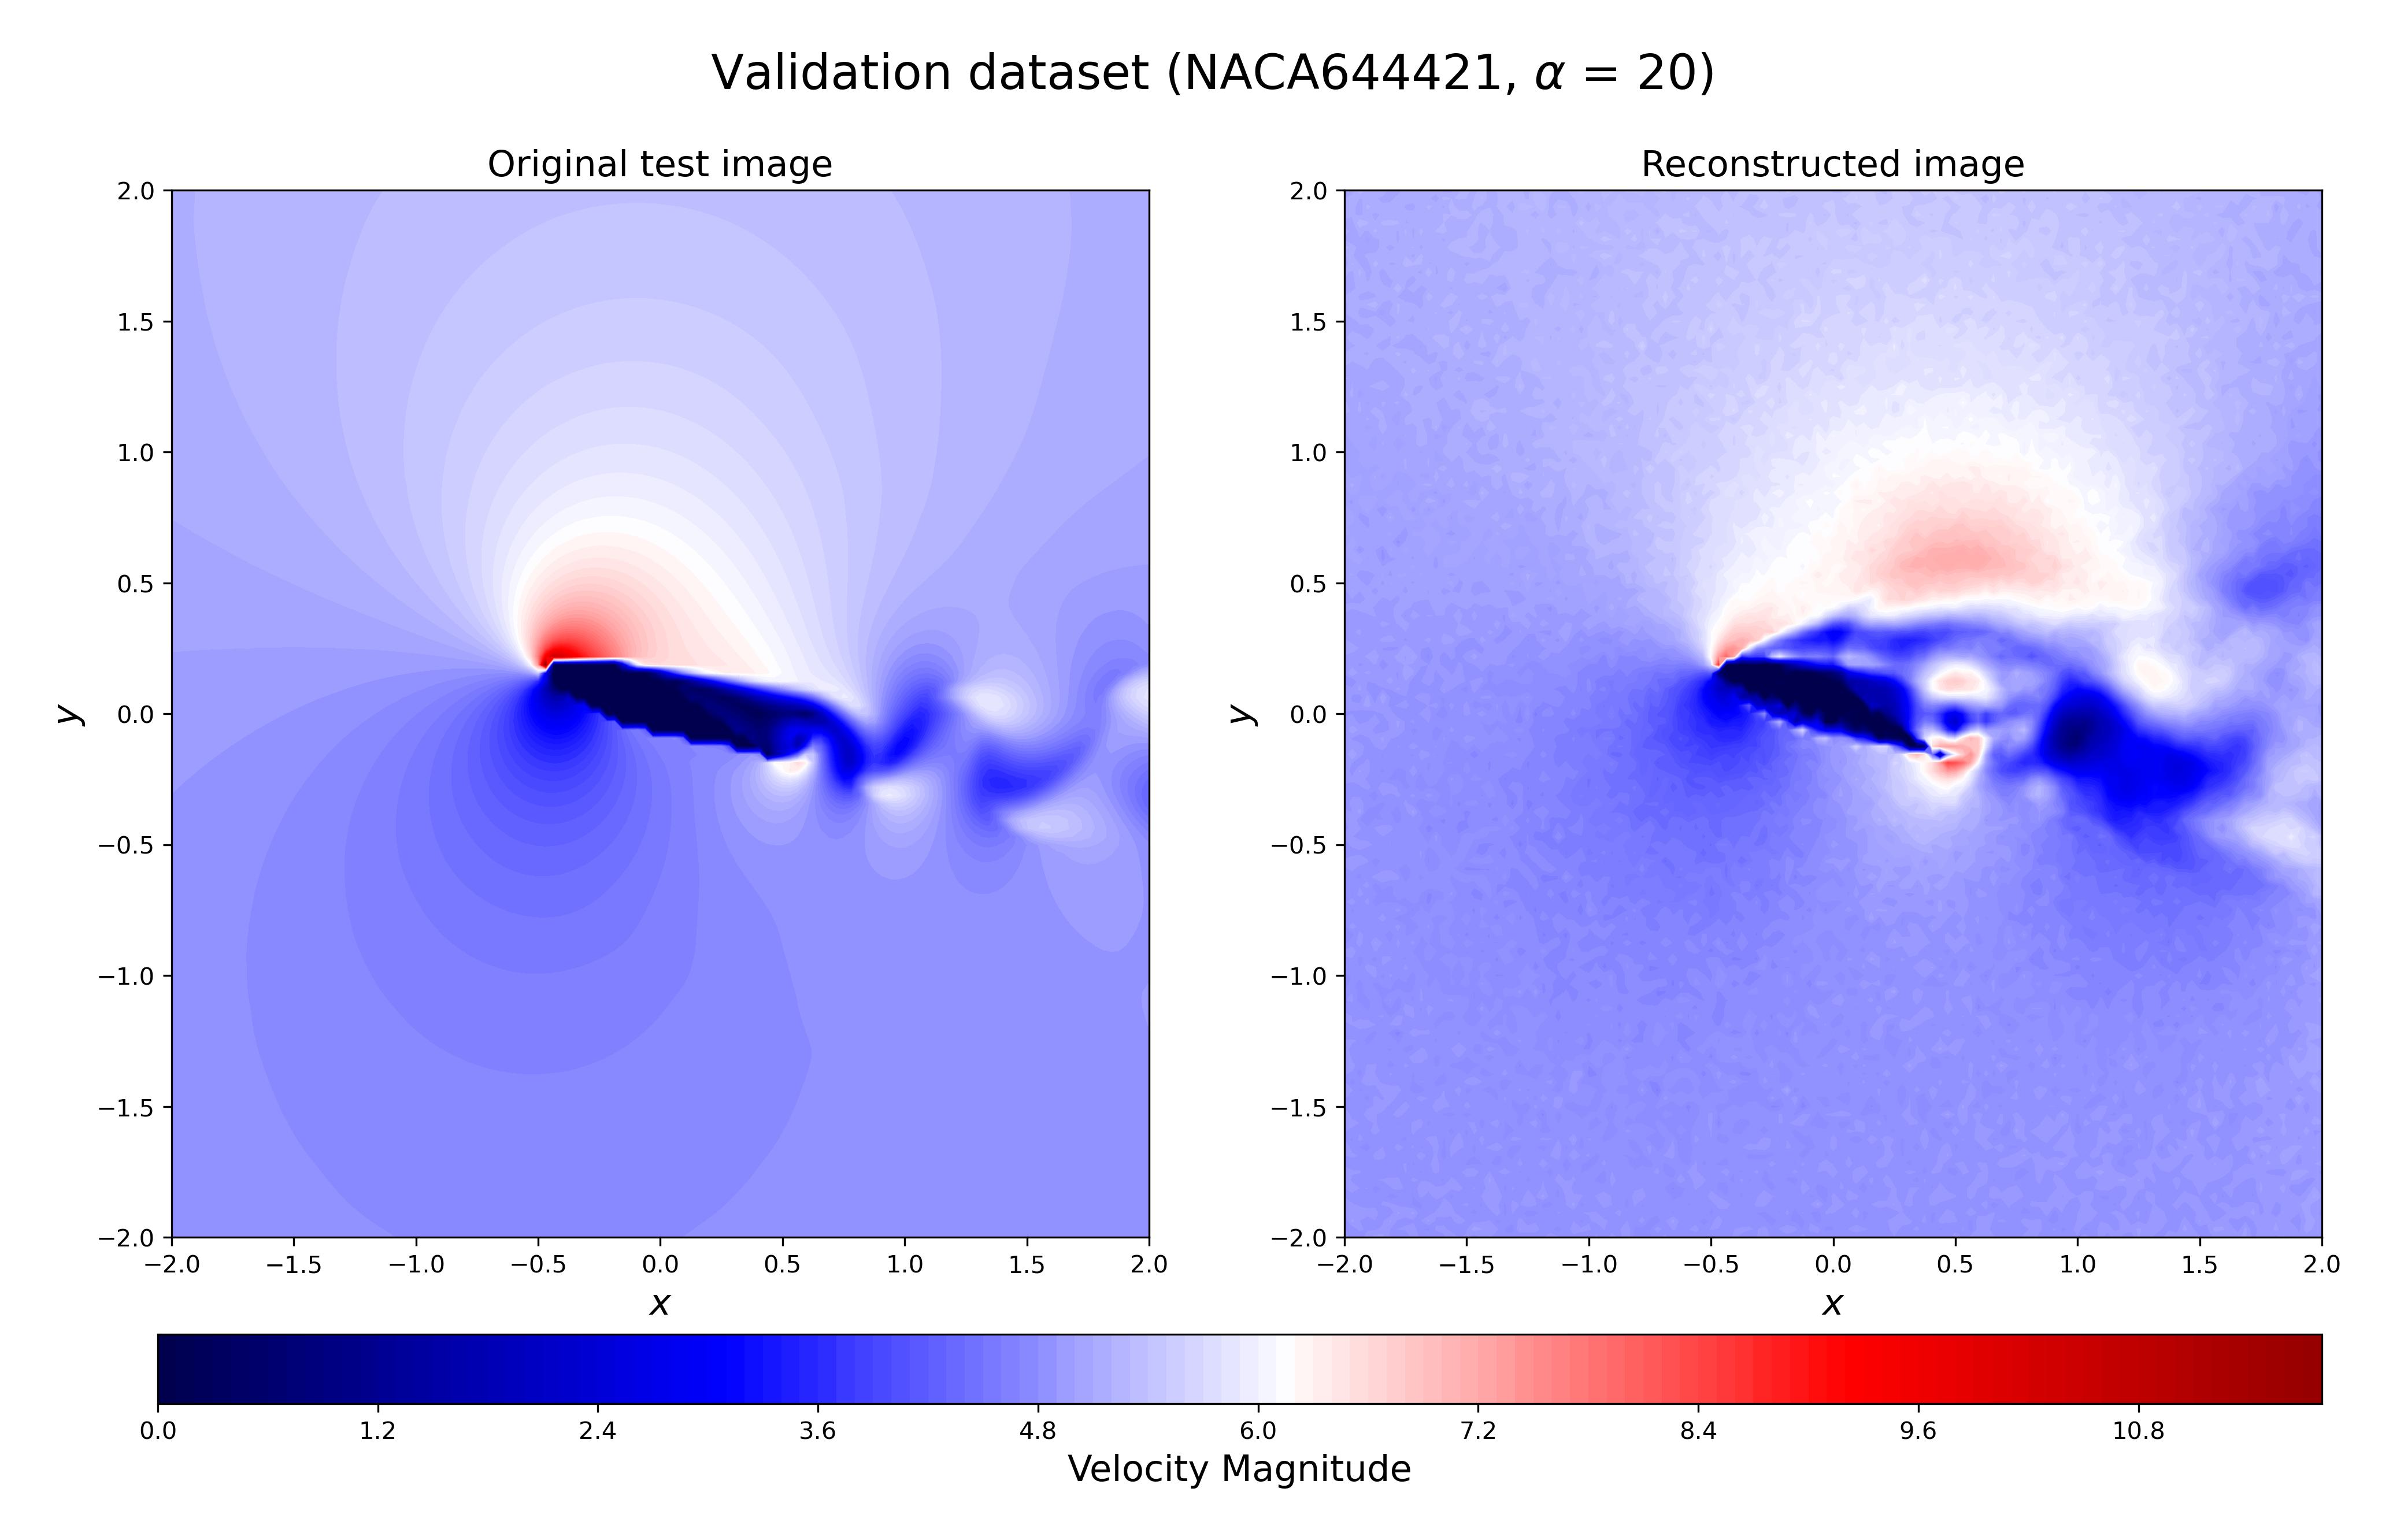 Validation dataset (NACA644421, α = 20)
Original test image
Reconstructed image
2.0
1.5
1.0
0.5
0.0
−0.5
−1.0
−1.5
−2.0
y
−2.0 −1.5 −1.0 −0.5 0.0 0.5 1.0 1.5 2.0
x
2.0
1.5
1.0
0.5
0.0
−0.5
−1.0
−1.5
−2.0
y
−2.0 −1.5 −1.0 −0.5 0.0 0.5 1.0 1.5 2.0
x
0.0 1.2 2.4 3.6 4.8 6.0 7.2 8.4 9.6 10.8
Velocity Magnitude